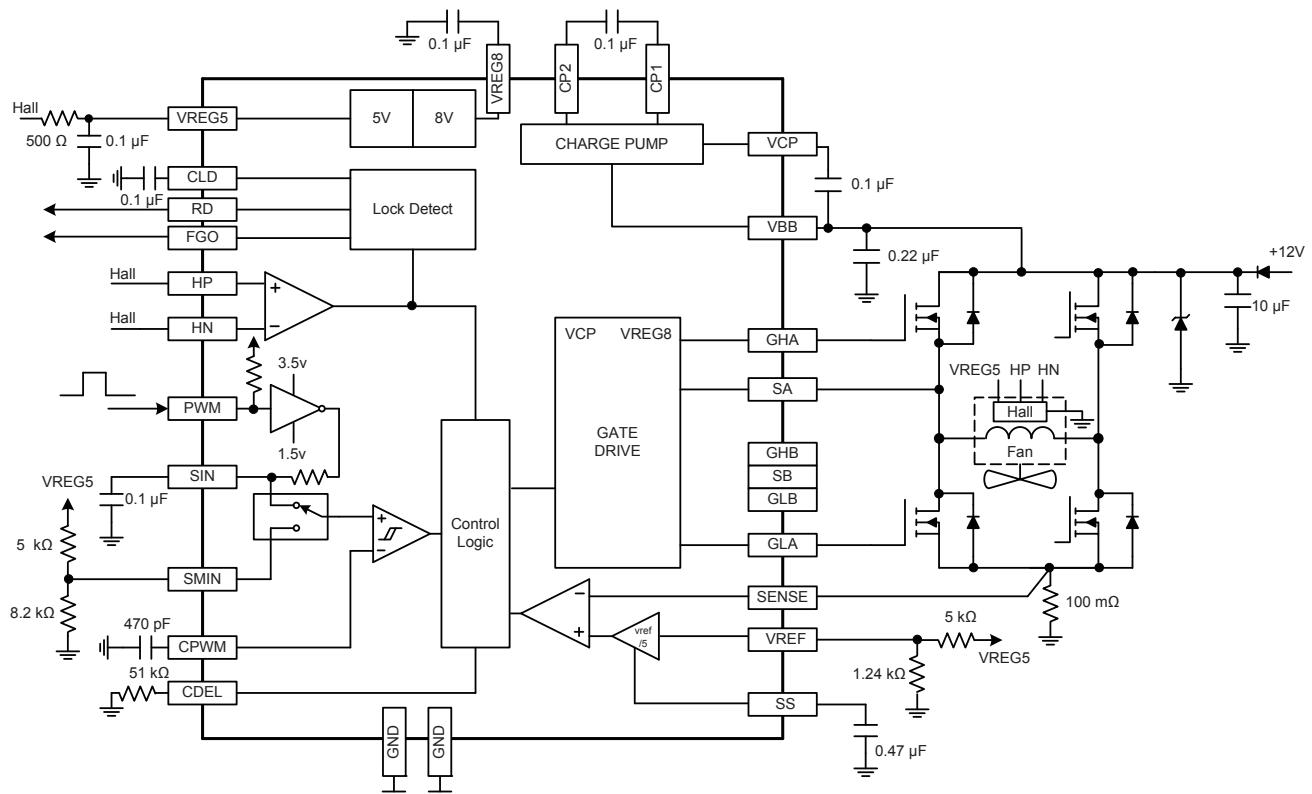 0.1 µF
VREG8
CP2
0.1 µF
CP1
Hall
500 Ω
0.1 µF
VREG5
5V
8V
CHARGE PUMP
VCP
0.1 µF
VBB
0.22 µF
+12V
10 µF
CLD
0.1 µF
RD
FGO
Lock Detect
Hall
HP
+
Hall
HN
−
3.5v
PWM
1.5v
SIN
VREG5
0.1 µF
5 kΩ
SMIN
8.2 kΩ
470 pF
CPWM
51 kΩ
CDEL
+
−
Control
Logic
VCP
VREG8
GATE
DRIVE
GHA
SA
GHB
SB
GLB
GLA
VREG5
HP
HN
Hall
Fan
SENSE
−
+
vref
/5
VREF
100 mΩ
5 kΩ
VREG5
1.24 kΩ
SS
0.47 µF
GND
GND